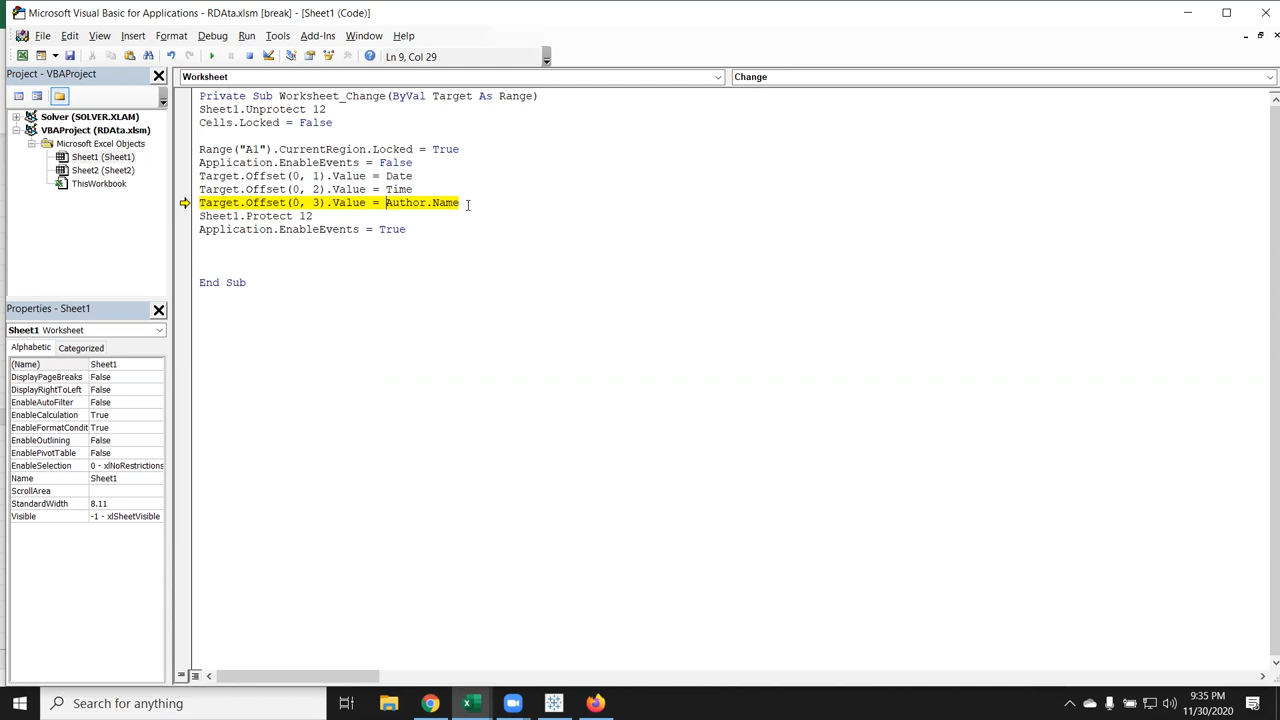 Microsoft Visual Basic for Applications - RDAta.xlsm [break] - [Sheet1 (Code)]
File Edit View Insert Format Debug Run Tools Add-Ins Window Help
Ln 9, Col 29
Project - VBAProject
Worksheet
Change
Solver (SOLVER.XLAM)
VBAProject (RDAta.xlsm)
Microsoft Excel Objects
Sheet1 (Sheet1)
Sheet2 (Sheet2)
ThisWorkbook
Private Sub Worksheet_Change(ByVal Target As Range)
Sheet1.Unprotect 12
Cells.Locked = False
Range("A1").CurrentRegion.Locked = True
Application.EnableEvents = False
Target.Offset(0, 1).Value = Date
Target.Offset(0, 2).Value = Time
Target.Offset(0, 3).Value = Author.Name
Sheet1.Protect 12
Application.EnableEvents = True
End Sub
Properties - Sheet1
Sheet1 Worksheet
Alphabetic Categorized
(Name) Sheet1
DisplayPageBreaks False
DisplayRightToLeft False
EnableAutoFilter False
EnableCalculation True
EnableFormatCondit True
EnableOutlining False
EnablePivotTable False
EnableSelection 0 - xlNoRestrictions
Name Sheet1
ScrollArea
StandardWidth 8.11
Visible -1 - xlSheetVisible
Search for anything
9:35 PM
11/30/2020